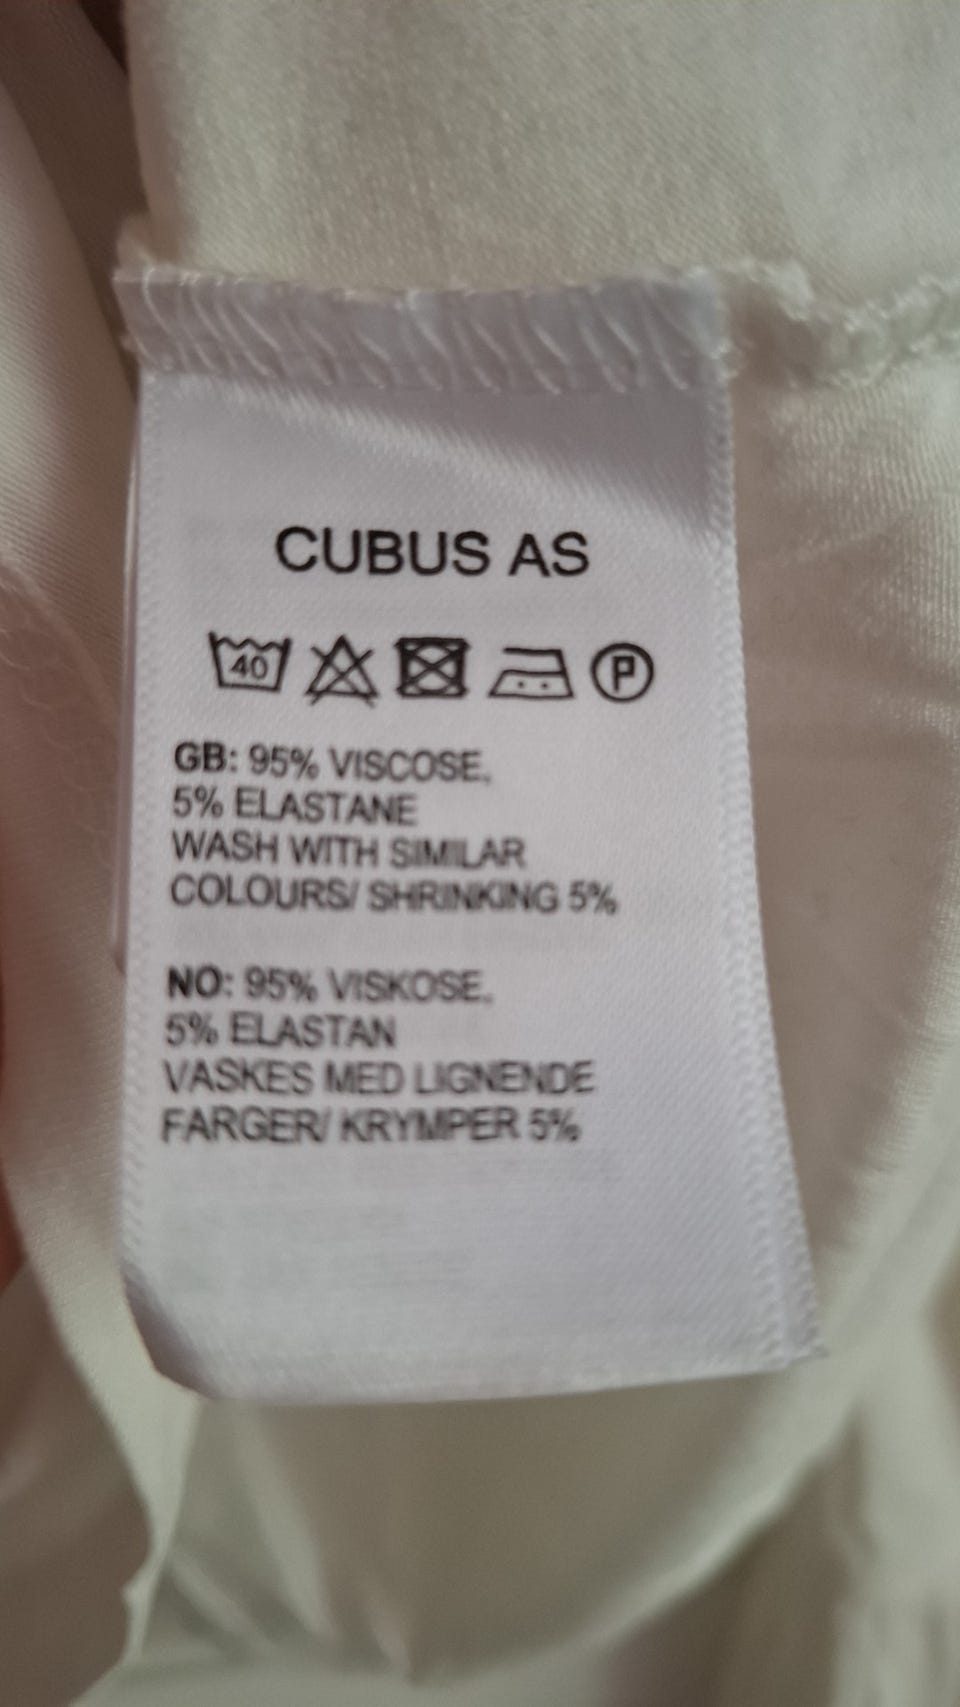 CUBUS AS
40 P
GB: 95% VISCOSE,
5% ELASTANE
WASH WITH SIMILAR
COLOURS/ SHRINKING 5%
NO: 95% VISKOSE,
5% ELASTAN
VASKES MED LIGNENDE
FARGER/ KRYMPER 5%